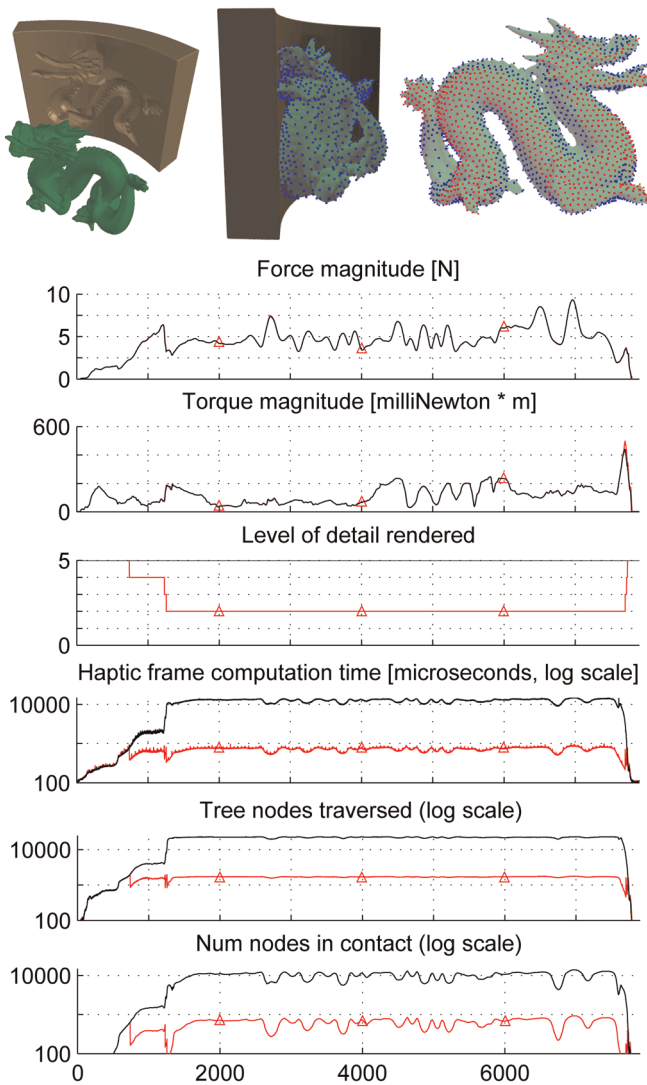 Force magnitude [N]
10
5
0
Torque magnitude [milliNewton * m]
600
0
Level of detail rendered
5
0
Haptic frame computation time [microseconds, log scale]
10000
100
Tree nodes traversed (log scale)
10000
100
Num nodes in contact (log scale)
10000
100
0 2000 4000 6000